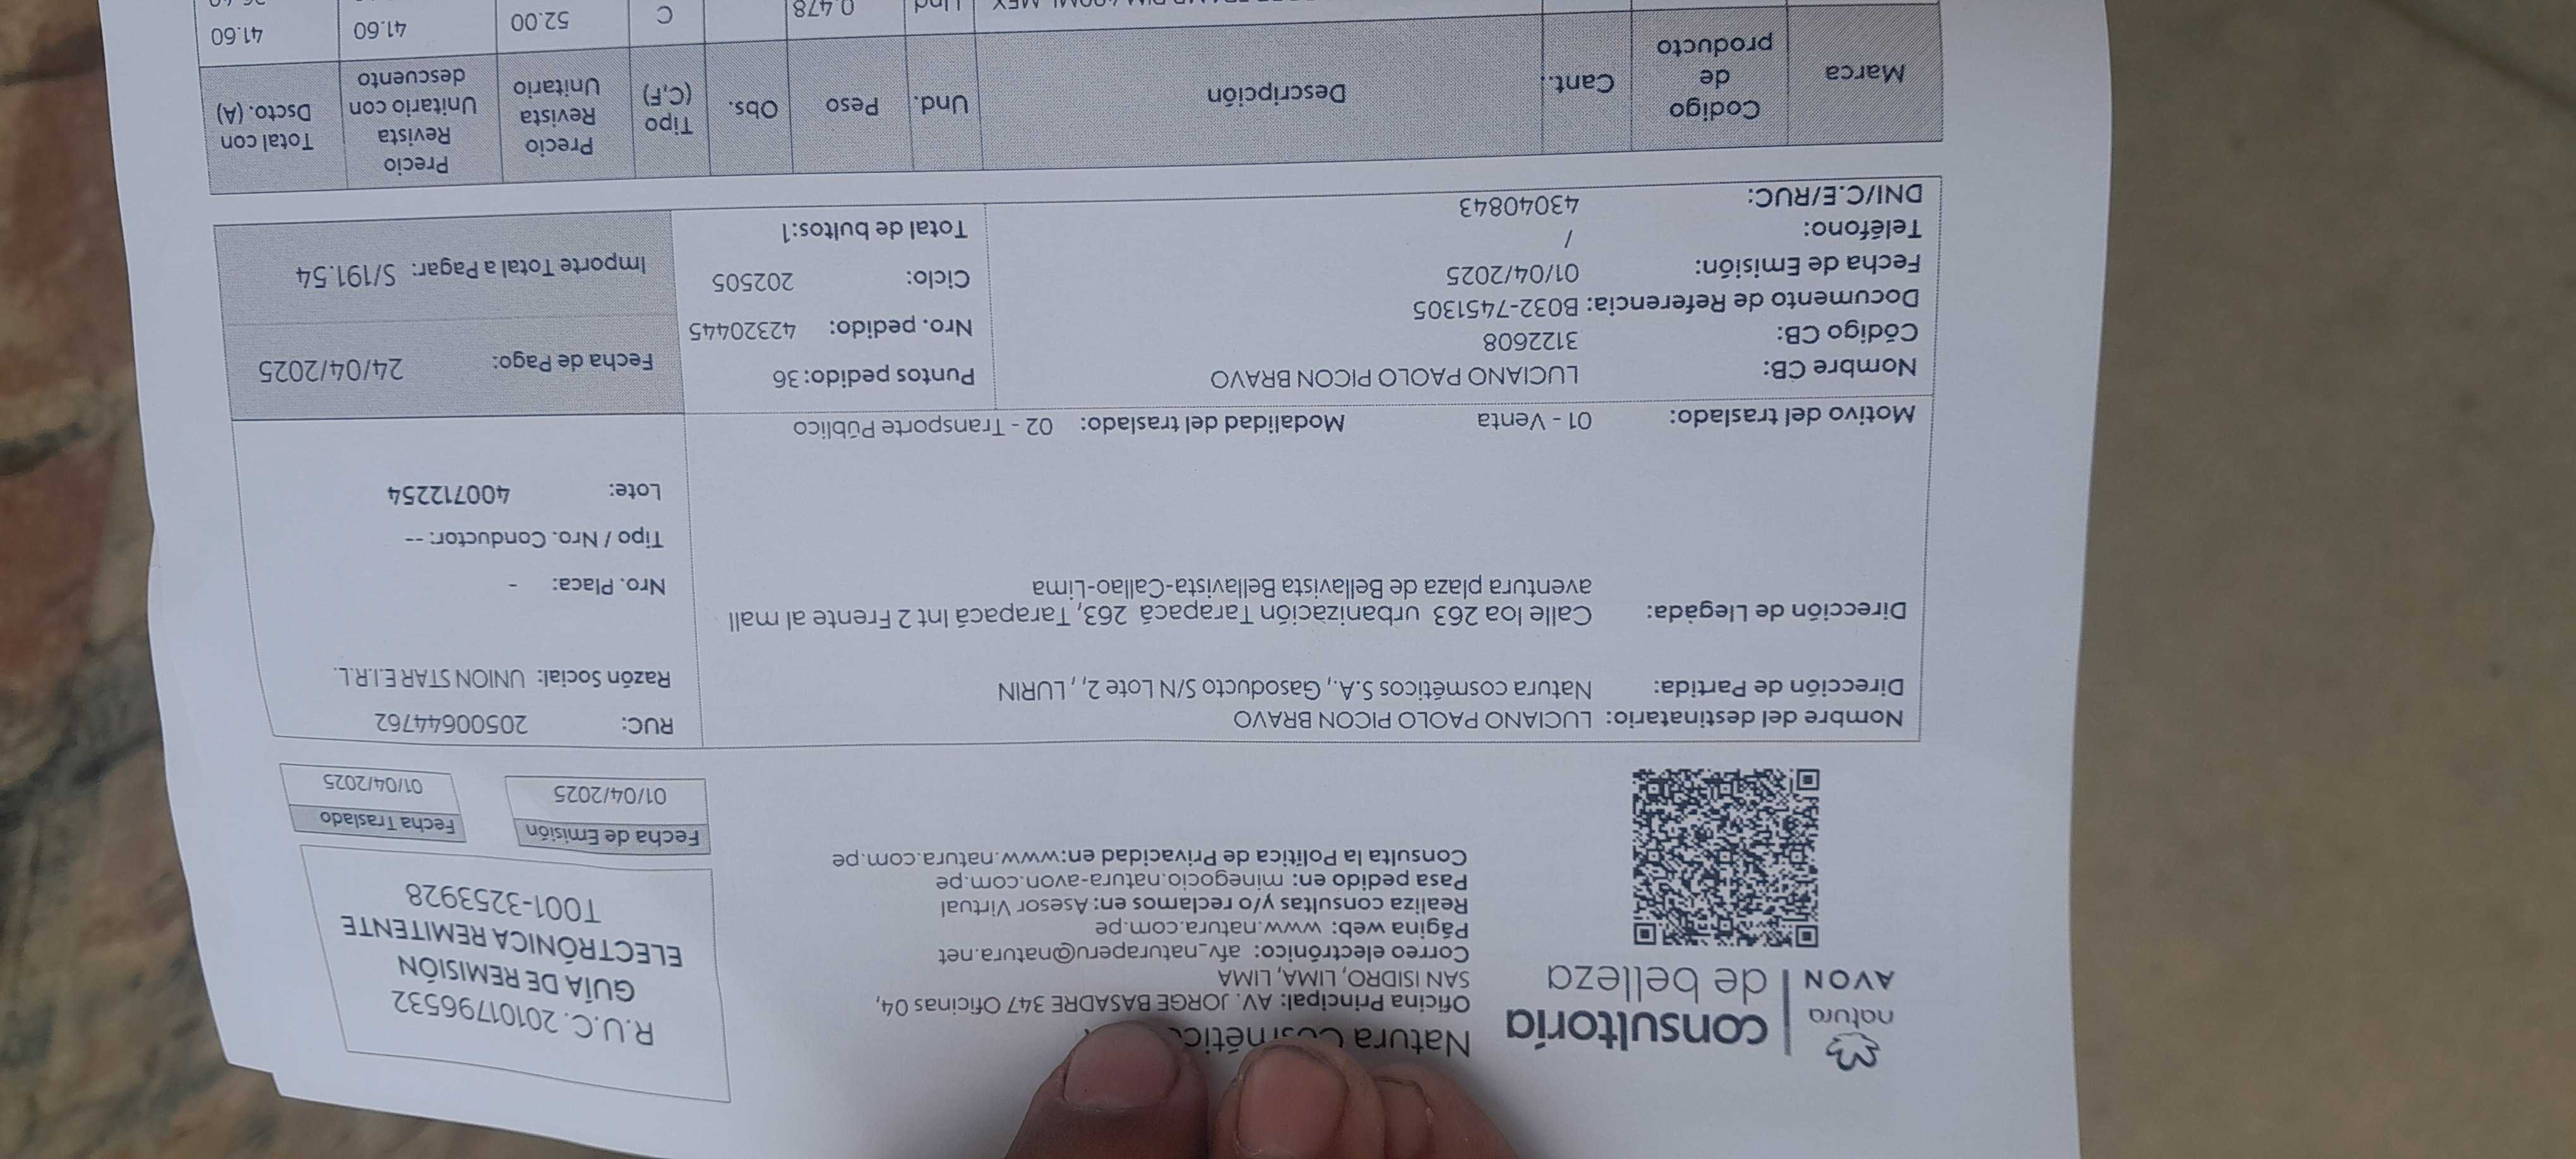 natura
AVON
consultoría
de belleza
Natura
Oficina Principal: AV. JORGE BASADRE 347 Oficinas 04,
SAN ISIDRO, LIMA, LIMA
Correo electrónico: afv_naturaperu@natura.net
Página web: www.natura.com.pe
Realiza consultas y/o reclamos en: Asesor Virtual
Pasa pedido en: minegocio.natura-avon.com.pe
Consulta la Política de Privacidad en:www.natura.com.pe
R.U.C. 20101796532
GUÍA DE REMISIÓN
ELECTRÓNICA REMITENTE
T001-3253928
Fecha de Emisión
01/04/2025
Fecha Traslado
01/04/2025
Nombre del destinatario: LUCIANO PAOLO PICON BRAVO
Dirección de Partida: Natura cosméticos S.A., Gasoducto S/N Lote 2, , LURIN
Dirección de Llegada: Calle loa 263 urbanización Tarapacá 263, Tarapacá Int 2 Frente al mall
aventura plaza de Bellavista Bellavista-Callao-Lima
RUC: 20500644762
Razón Social: UNION STAR E.I.R.L.
Nro. Placa: -
Tipo / Nro. Conductor: --
Lote: 400712254
Motivo del traslado: 01 - Venta Modalidad del traslado: 02 - Transporte Público
Nombre CB: LUCIANO PAOLO PICON BRAVO
Código CB: 3122608
Documento de Referencia: B032-7451305
Fecha de Emisión: 01/04/2025
Teléfono: /
DNI/C.E/RUC: 43040843
Puntos pedido: 36
Nro. pedido: 42320445
Ciclo: 202505
Total de bultos:1
Fecha de Pago: 24/04/2025
Importe Total a Pagar: S/191.54
Marca
Codigo de producto
Cant.
Descripción
Und.
Peso
Obs.
Tipo (C,F)
Precio Revista Unitario
Precio Revista Unitario con descuento
Total con Dscto. (A)
Und 0.478 C 52.00 41.60 41.60